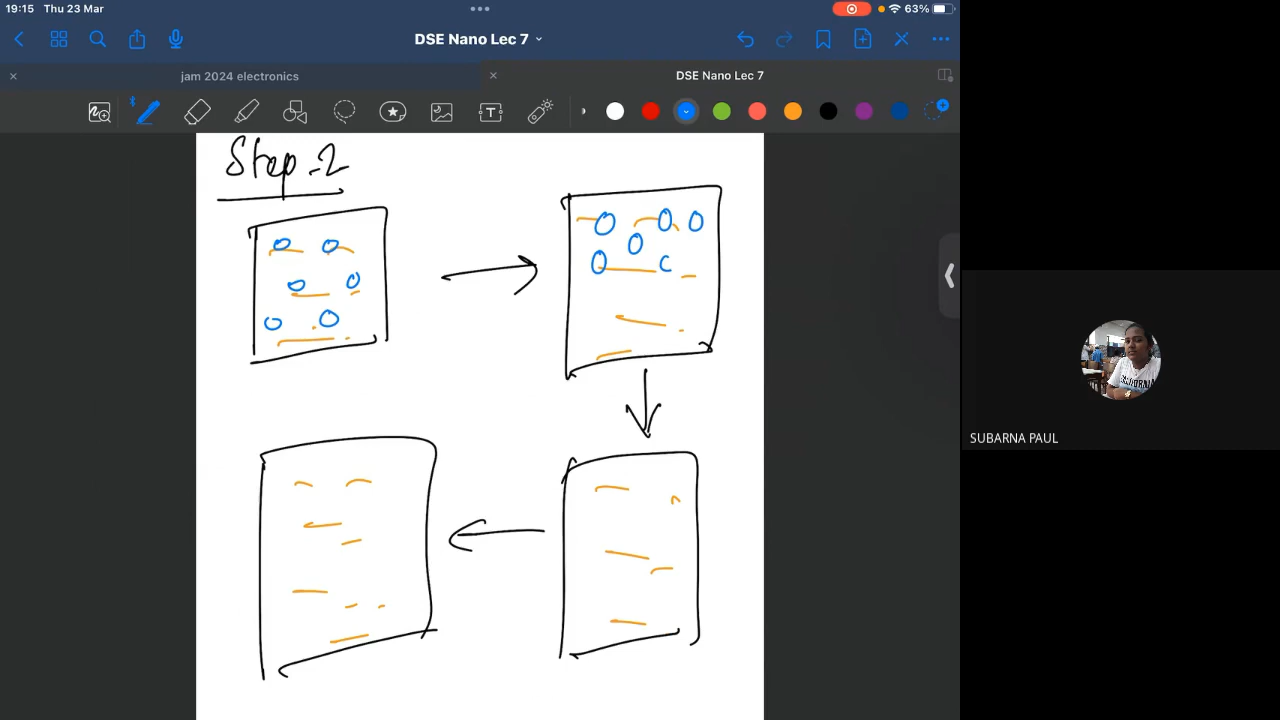 19:15 Thu 23 Mar
63%
DSE Nano Lec 7
jam 2024 electronics
DSE Nano Lec 7
Step-2
SUBARNA PAUL